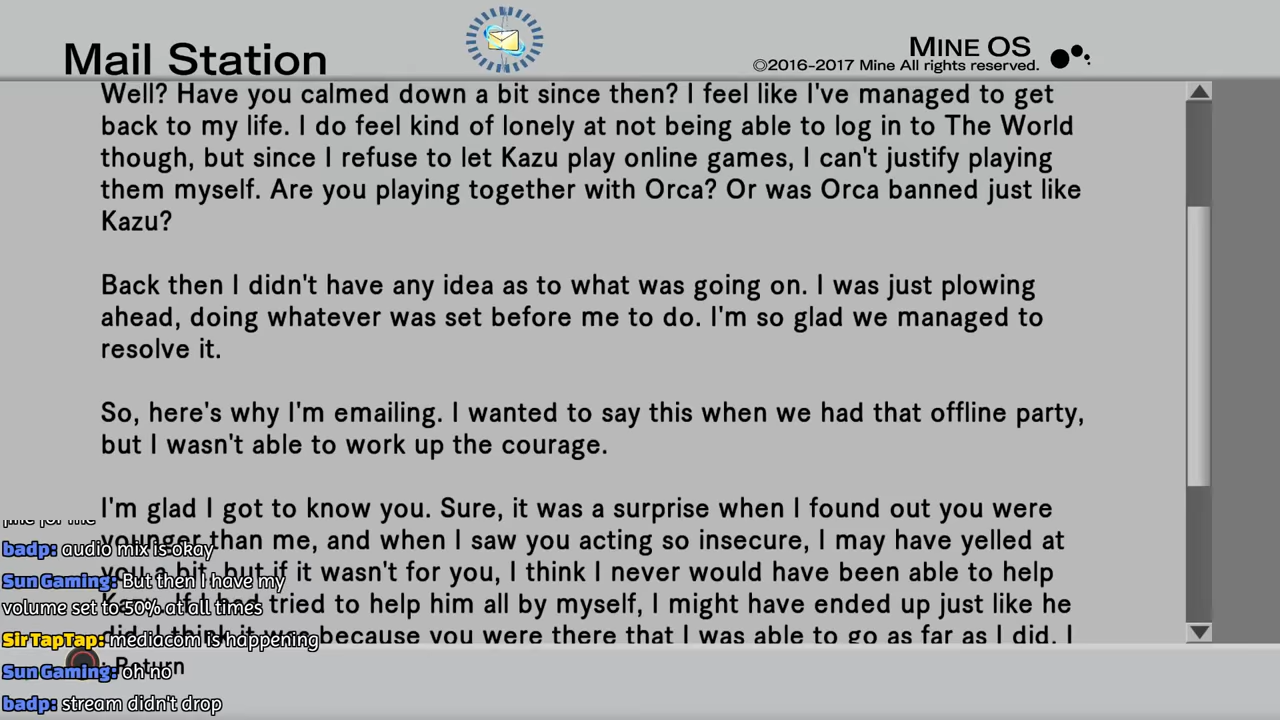 Mail Station
MINE OS
©2016-2017 Mine All rights reserved.
Well? Have you calmed down a bit since then? I feel like I've managed to get
back to my life. I do feel kind of lonely at not being able to log in to The World
though, but since I refuse to let Kazu play online games, I can't justify playing
them myself. Are you playing together with Orca? Or was Orca banned just like
Kazu?
Back then I didn't have any idea as to what was going on. I was just plowing
ahead, doing whatever was set before me to do. I'm so glad we managed to
resolve it.
So, here's why I'm emailing. I wanted to say this when we had that offline party,
but I wasn't able to work up the courage.
I'm glad I got to know you. Sure, it was a surprise when I found out you were
younger than me, and when I saw you acting so insecure, I may have yelled at
you a bit, but if it wasn't for you, I think I never would have been able to help
tried to help him all by myself, I might have ended up just like he
because you were there that I was able to go as far as I did. I
: Return
for me
badp: audio mix is okay
SunGaming: But then I have my
volume set to 50% at all times
SirTapTap: mediacom is happening
SunGaming: oh no
badp: stream didn't drop